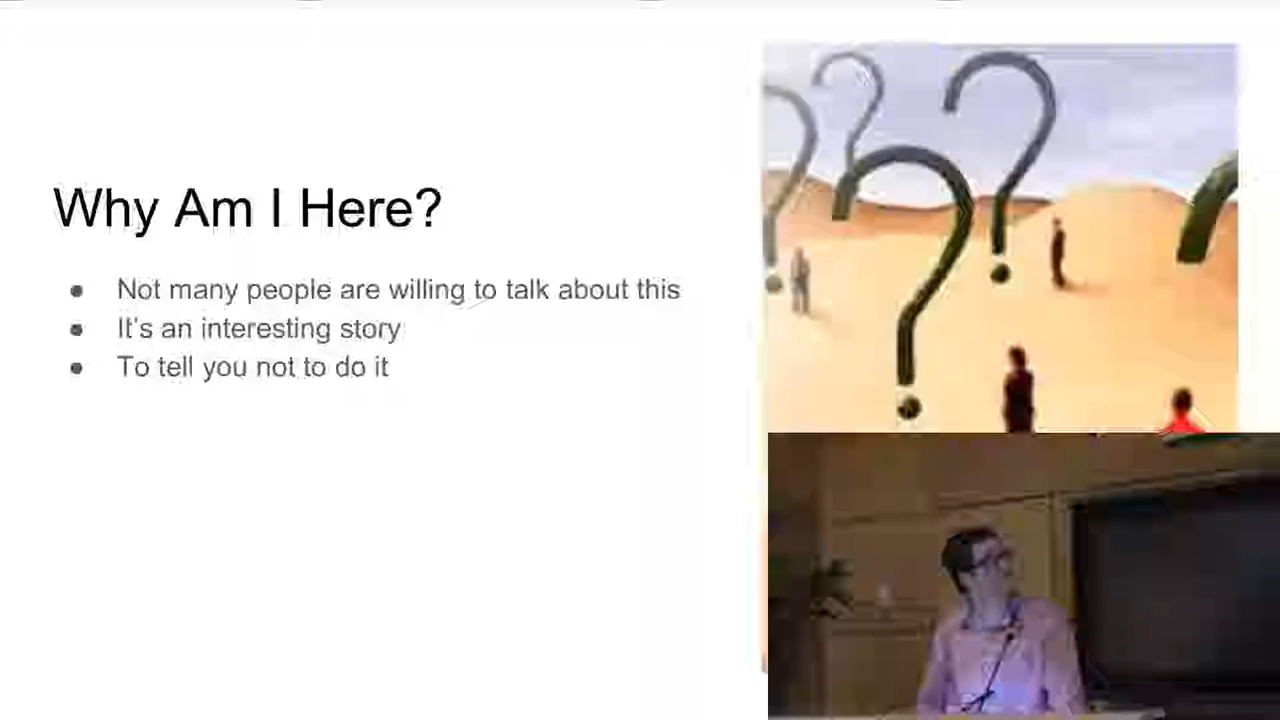 Why Am I Here?
Not many people are willing to talk about this
It's an interesting story
To tell you not to do it